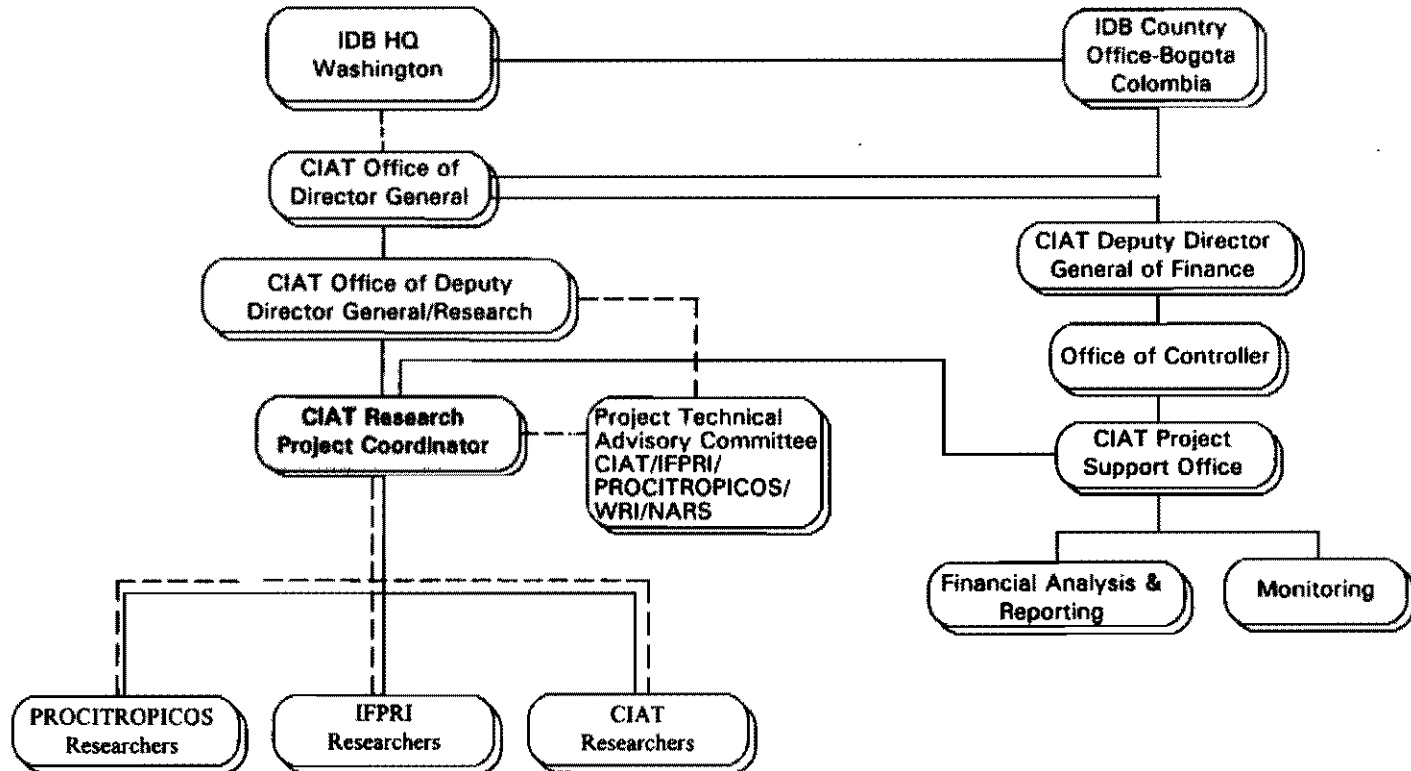 IDB HQ
Washington
IDB Country
Office-Bogota
Colombia
CIAT Office of
Director General
CIAT Deputy Director
General of Finance
CIAT Office of Deputy
Director General/Research
Office of Controller
CIAT Research
Project Coordinator
Project Technical
Advisory Committee
CIAT/IFPRI/
PROCITROPICOS/
WRI/NARS
CIAT Project
Support Office
Financial Analysis &
Reporting
Monitoring
PROCITROPICOS
Researchers
IFPRI
Researchers
CIAT
Researchers